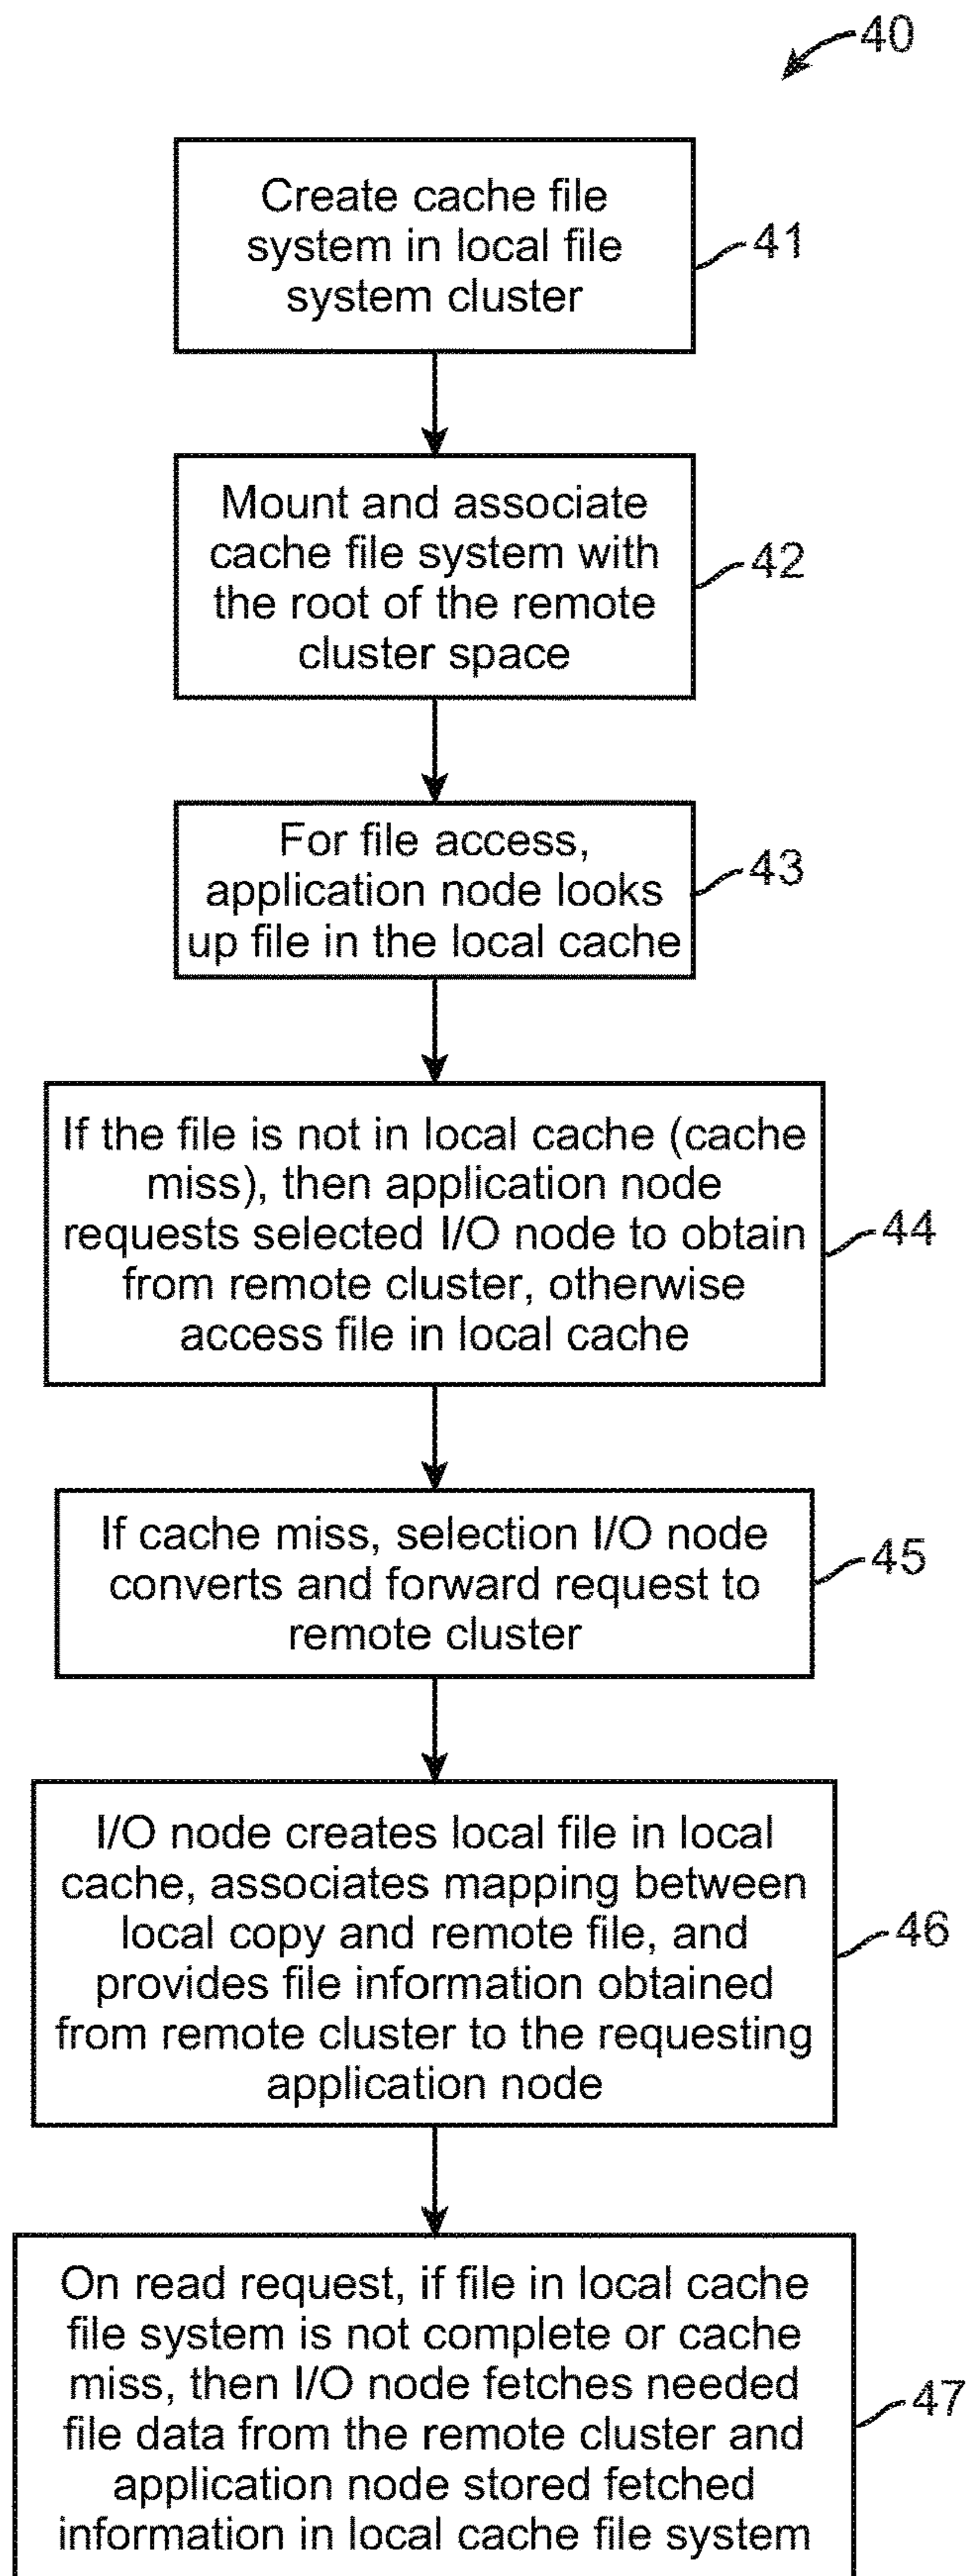 40
Create cache file
system in local file
system cluster
41
Mount and associate
cache file system with
the root of the remote
cluster space
42
For file access,
application node looks
up file in the local cache
43
If the file is not in local cache (cache
miss), then application node
requests selected I/O node to obtain
from remote cluster, otherwise
access file in local cache
44
If cache miss, selection I/O node
converts and forward request to
remote cluster
45
I/O node creates local file in local
cache, associates mapping between
local copy and remote file, and
provides file information obtained
from remote cluster to the requesting
application node
46
On read request, if file in local cache
file system is not complete or cache
miss, then I/O node fetches needed
file data from the remote cluster and
application node stored fetched
information in local cache file system
47